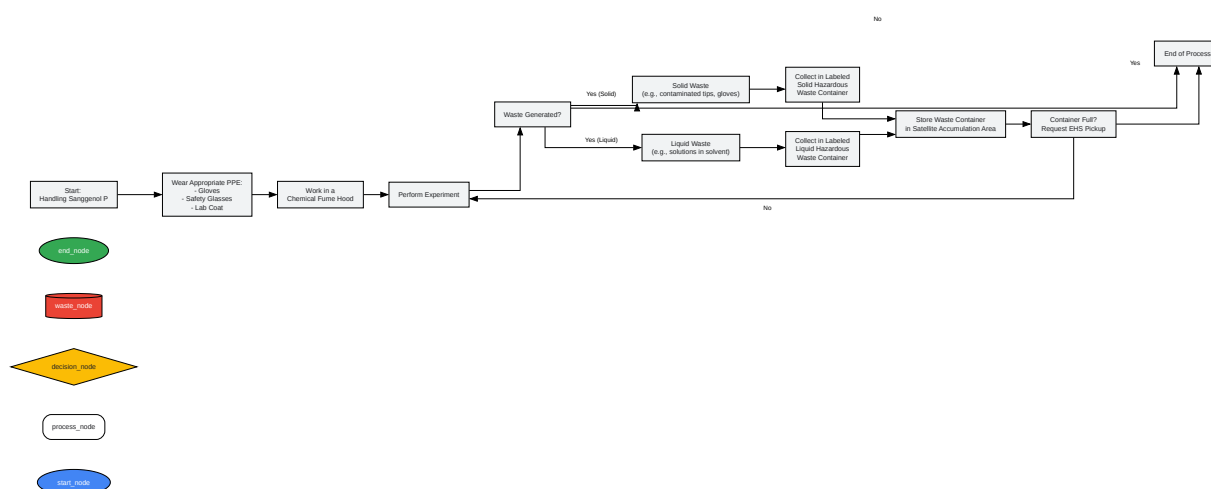 No
End of Process
Yes
Solid Waste
(e.g., contaminated tips, gloves)
Collect in Labeled
Solid Hazardous
Waste Container
Yes (Solid)
Waste Generated?
Store Waste Container
in Satellite Accumulation Area
Container Full?
Request EHS Pickup
Yes (Liquid)
Liquid Waste
(e.g., solutions in solvent)
Collect in Labeled
Liquid Hazardous
Waste Container
Start:
Handling Sanggenol P
Wear Appropriate PPE:
- Gloves
- Safety Glasses
- Lab Coat
Work in a
Chemical Fume Hood
Perform Experiment
No
end_node
waste_node
decision_node
process_node
start_node